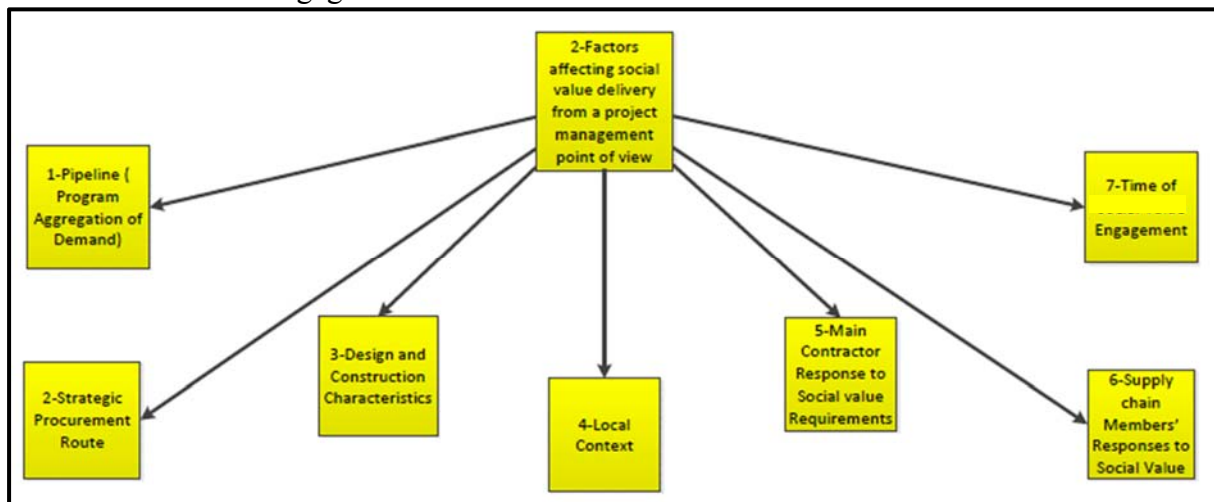 2-Factors
affecting social
value delivery
from a project
management
point of view
1-Pipeline (
Program
Aggregation of
Demand)
7-Time of
Engagement
2-Strategic
Procurement
Route
3-Design and
Construction
Characteristics
4-Local
Context
5-Main
Contractor
Response to
Social value
Requirements
6-Supply
chain
Members’
Responses to
Social Value